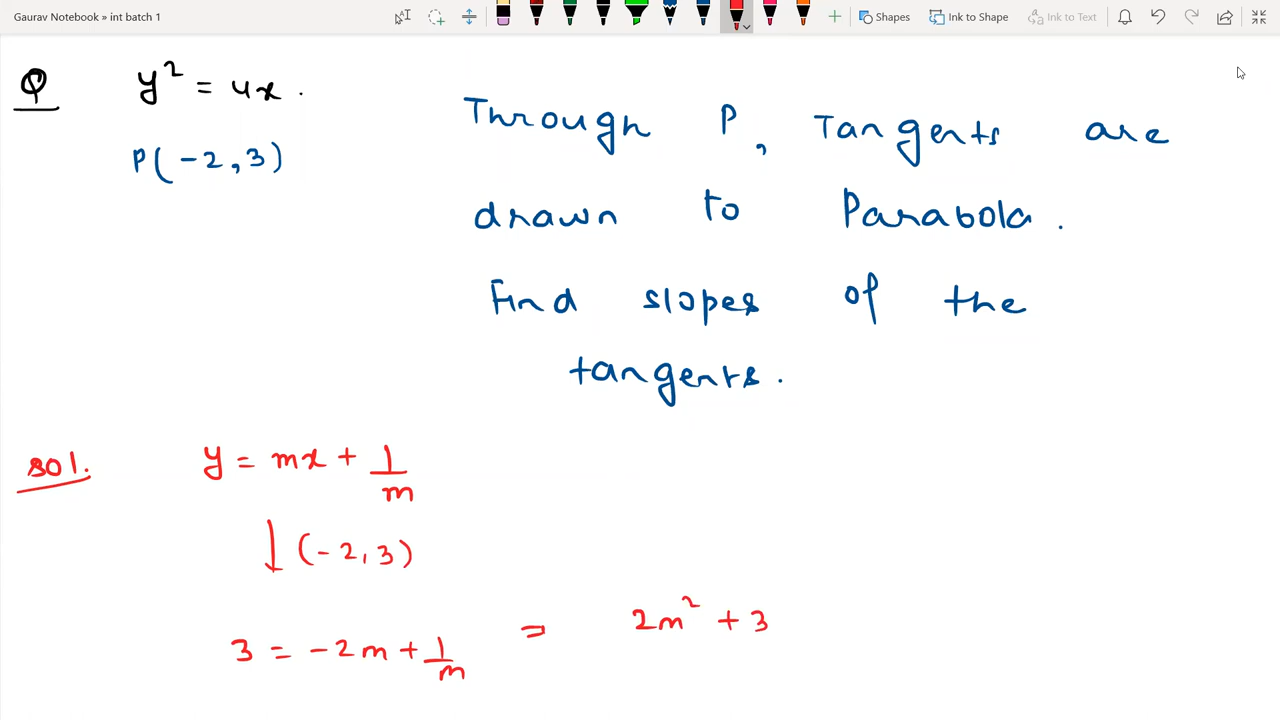 Gaurav Notebook » int batch 1
Shapes Ink to Shape Ink to Text
Q y² = 4x.
P(-2,3)
Through P, Tangents are
drawn to Parabola.
Find slopes of the
tangents.
sol. y = mx + 1/m
↓ (-2,3)
3 = -2m + 1/m = 2m² + 3